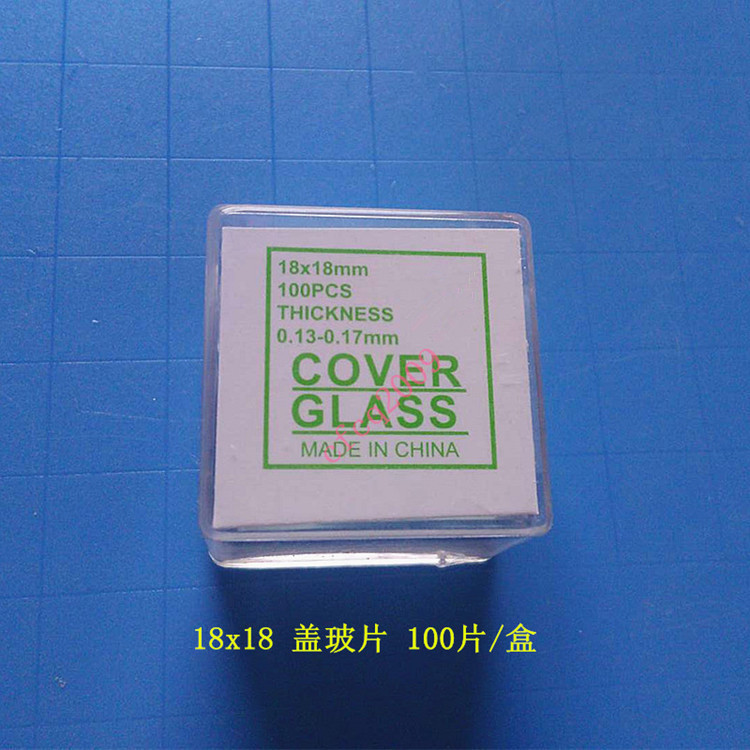 18x18mm
100PCS
THICKNESS
0.13-0.17mm
COVER
GLASS
MADE IN CHINA
18x18 盖玻片 100片/盒